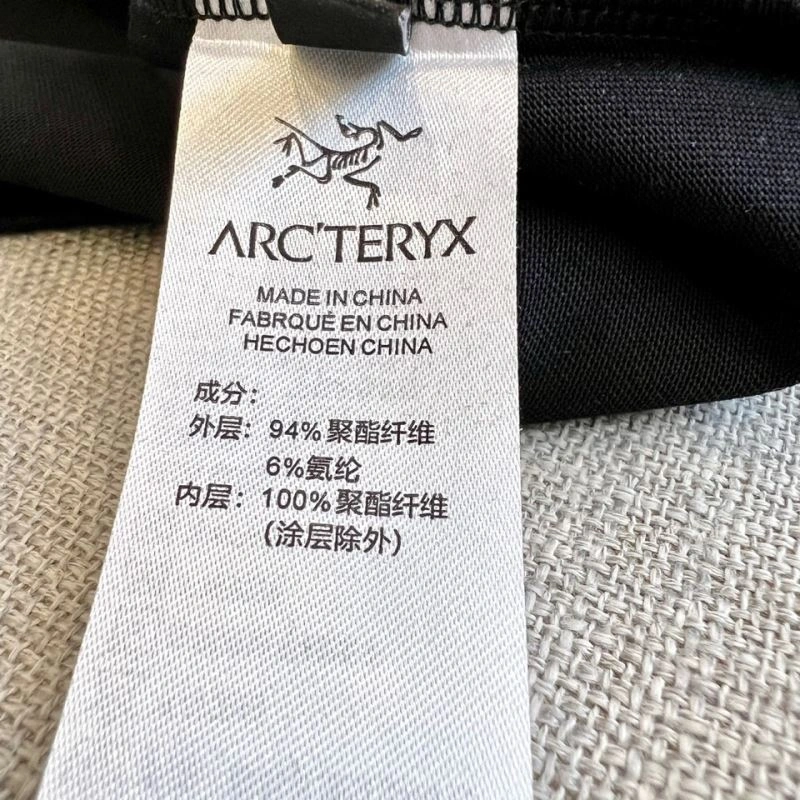 ARC'TERYX
MADE IN CHINA
FABRQUÉ EN CHINA
HECHOEN CHINA
成分：
外层：94%聚酯纤维
6%氨纶
内层：100%聚酯纤维
（涂层除外）